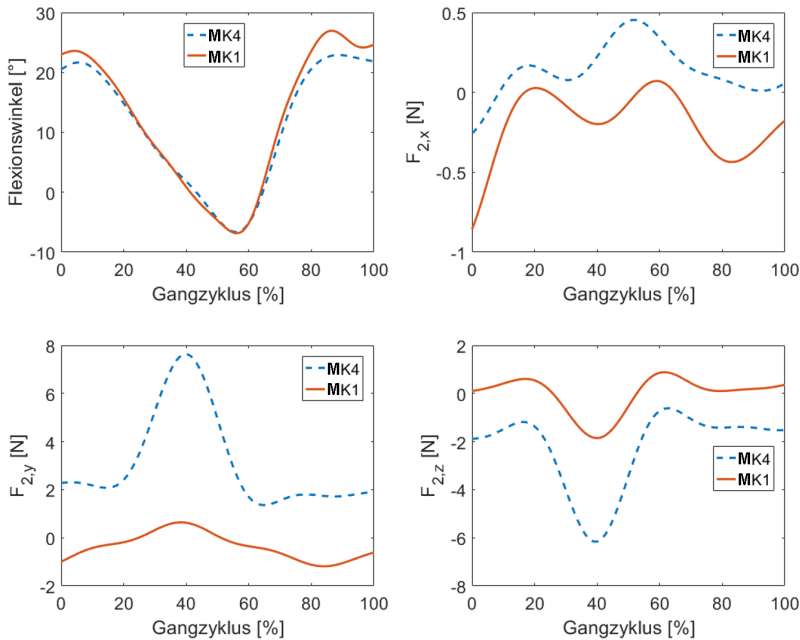 Flexionswinkel [°]
30
20
10
0
-10
MK4
MK1
0 20 40 60 80 100
Gangzyklus [%]
F2,x [N]
0.5
0
-0.5
-1
MK4
MK1
0 20 40 60 80 100
Gangzyklus [%]
F2,y [N]
8
6
4
2
0
-2
MK4
MK1
0 20 40 60 80 100
Gangzyklus [%]
F2,z [N]
2
0
-2
-4
-6
-8
MK4
MK1
0 20 40 60 80 100
Gangzyklus [%]